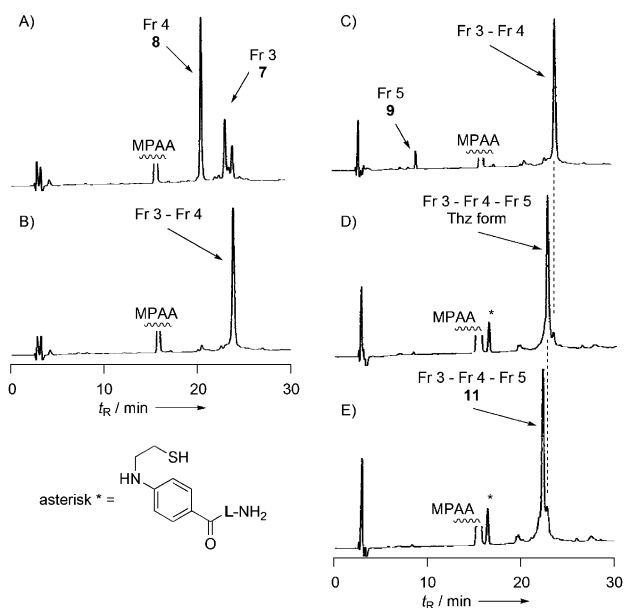 A)
Fr 4
8
Fr 3
7
MPAA
B)
Fr 3 - Fr 4
MPAA
0 10 20 30
tR / min
asterisk * =
SH
HN
L-NH2
O
C)
Fr 3 - Fr 4
Fr 5
9
MPAA
D)
Fr 3 - Fr 4 - Fr 5
Thz form
MPAA
*
E)
Fr 3 - Fr 4 - Fr 5
11
MPAA
*
0 10 20 30
tR / min